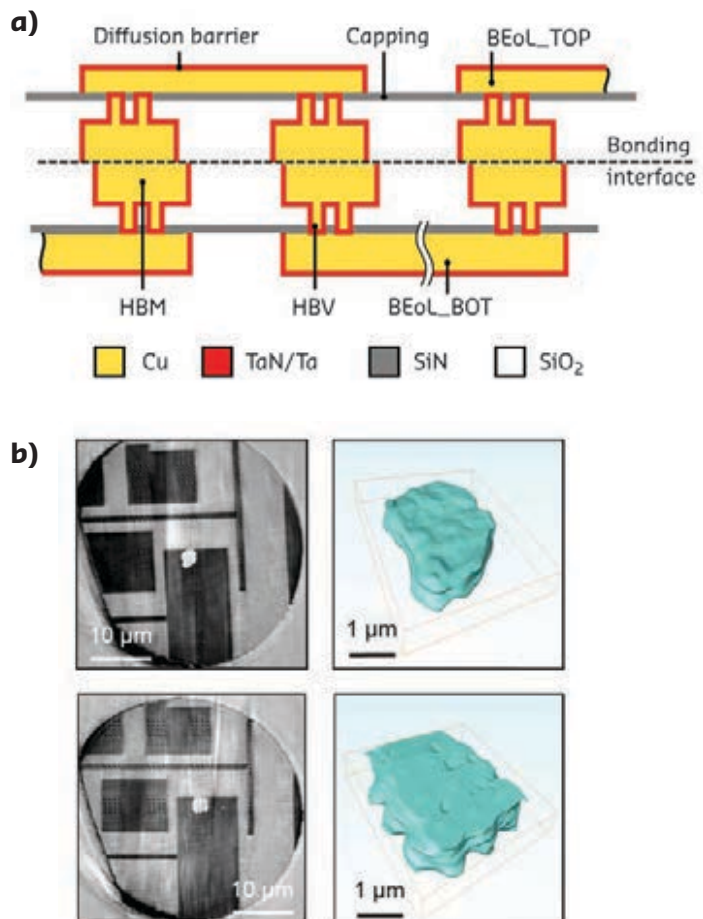 a)
Diffusion barrier Capping BEoL_TOP
Bonding
interface
HBM HBV BEoL_BOT
Cu TaN/Ta SiN SiO₂
b)
10 µm 1 µm
10 µm 1 µm